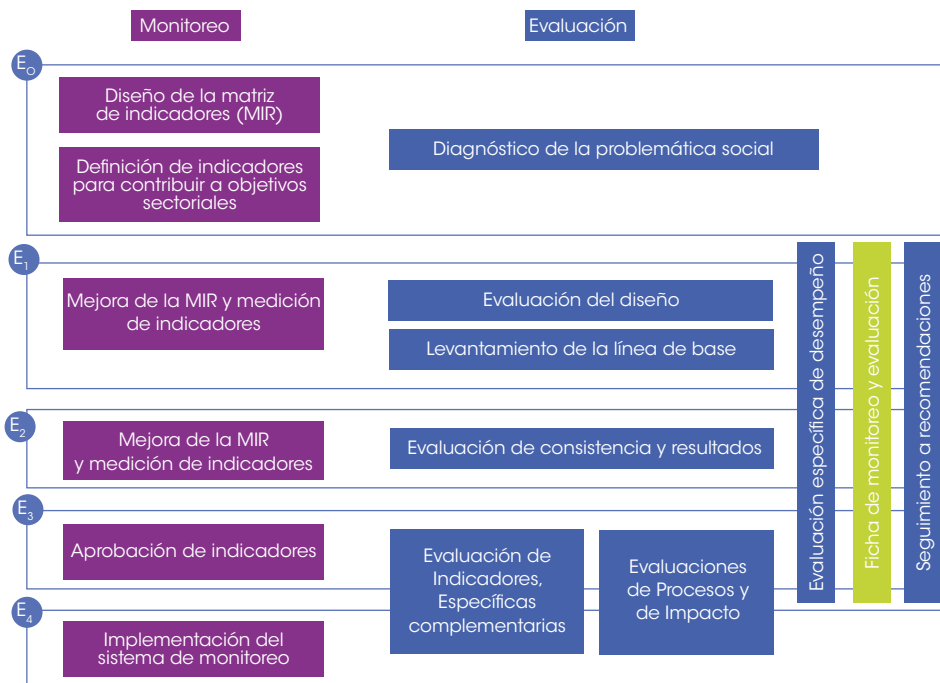 Monitoreo
Evaluación
E0
Diseño de la matriz
de indicadores (MIR)
Definición de indicadores
para contribuir a objetivos
sectoriales
Diagnóstico de la problemática social
E1
Mejora de la MIR y medición
de indicadores
Evaluación del diseño
Levantamiento de la línea de base
E2
Mejora de la MIR
y medición de indicadores
Evaluación de consistencia y resultados
E3
Aprobación de indicadores
Evaluación de
Indicadores,
Específicas
complementarias
Evaluaciones
de Procesos y
de Impacto
E4
Implementación del
sistema de monitoreo
Evaluación específica de desempeño
Ficha de monitoreo y evaluación
Seguimiento a recomendaciones